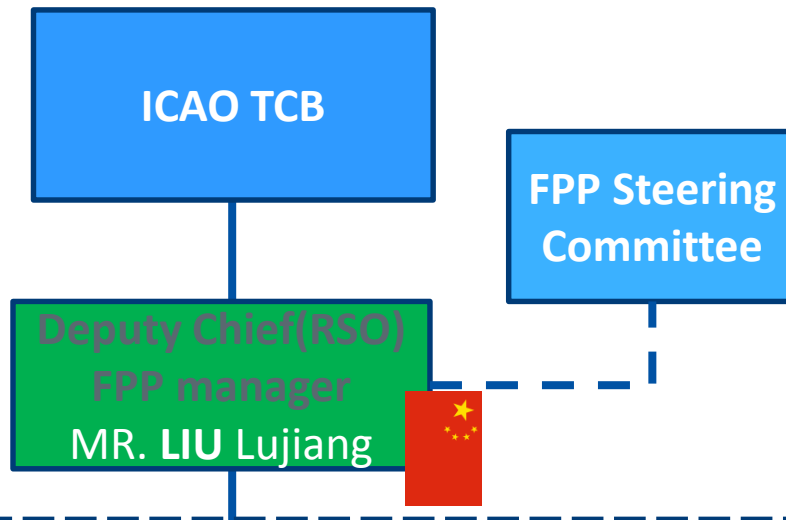 ICAO TCB
FPP Steering
Committee
Deputy Chief(RSO)
FPP manager
MR. LIU Lujiang